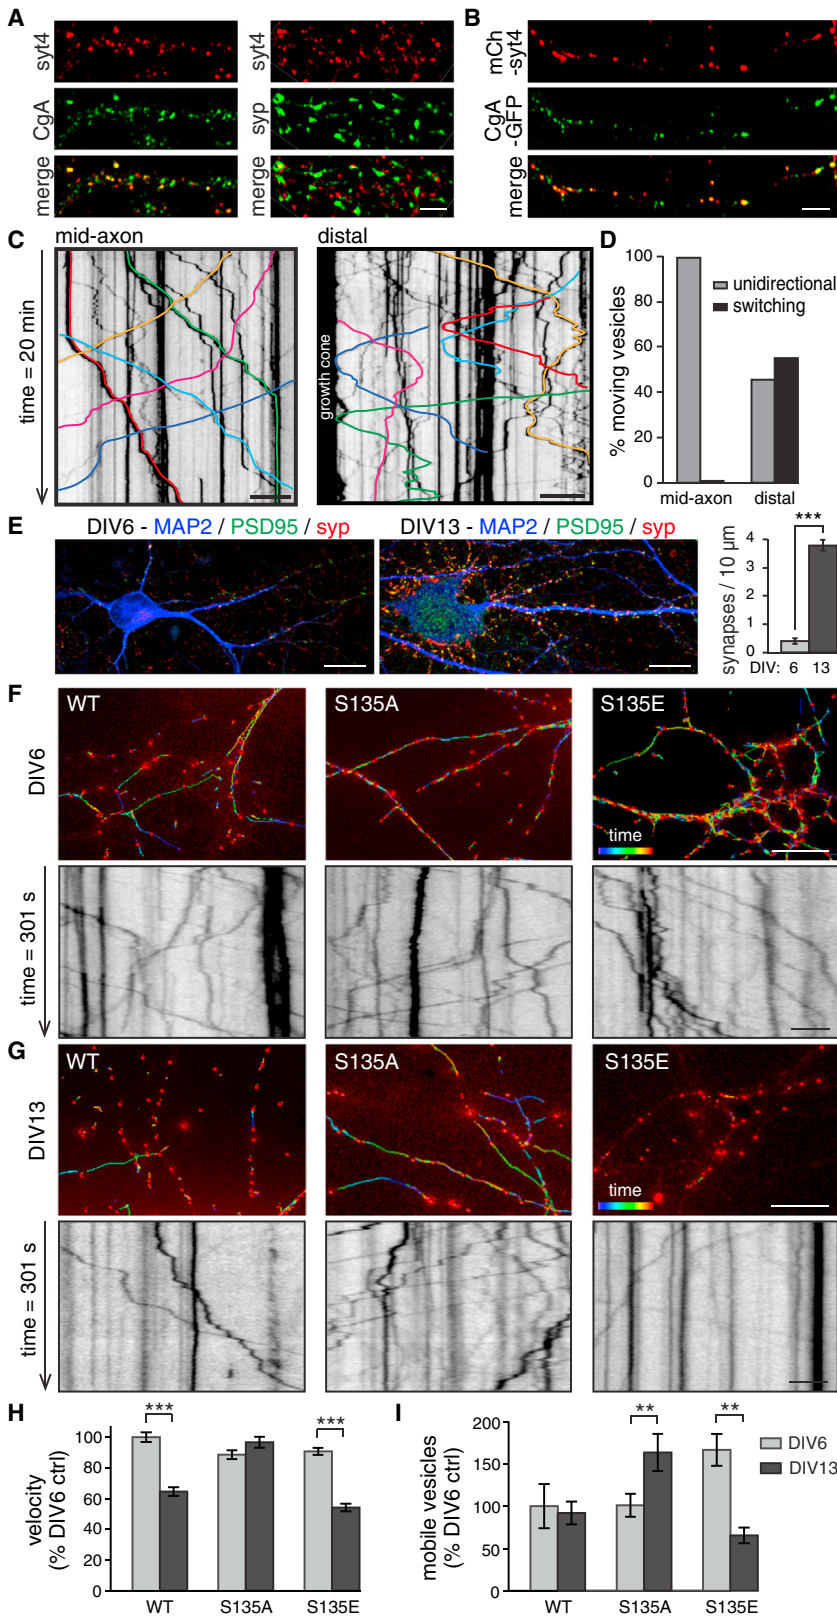 A
syt4
CgA
merge
syt4
syp
B
mCh
-syt4
CgA
-GFP
merge
C
mid-axon
distal
time = 20 min
growth cone
D
% moving vesicles
100
80
60
40
20
0
unidirectional
switching
mid-axon
distal
E
DIV6 - MAP2 / PSD95 / syp
DIV13 - MAP2 / PSD95 / syp
synapses / 10 µm
4
3
2
1
0
***
DIV: 6 13
F
DIV6
WT
S135A
S135E
time
time = 301 s
G
DIV13
WT
S135A
S135E
time
time = 301 s
H
velocity
(% DIV6 ctrl)
100
80
60
40
20
0
***
***
WT
S135A
S135E
I
mobile vesicles
(% DIV6 ctrl)
200
150
100
50
0
**
**
DIV6
DIV13
WT
S135A
S135E